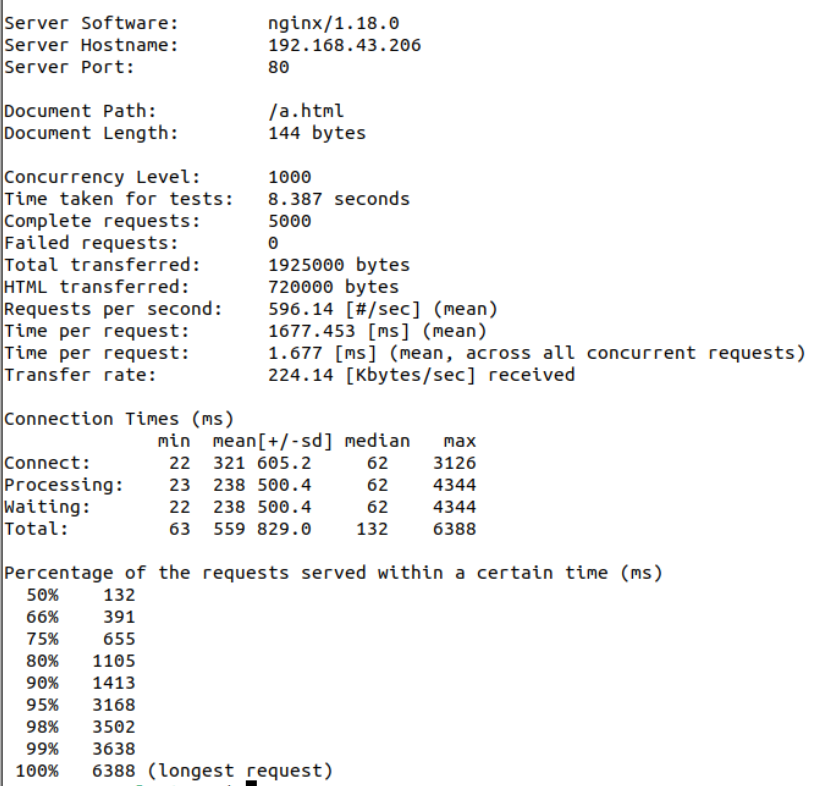 Server Software:        nginx/1.18.0
Server Hostname:        192.168.43.206
Server Port:            80

Document Path:          /a.html
Document Length:        144 bytes

Concurrency Level:      1000
Time taken for tests:   8.387 seconds
Complete requests:      5000
Failed requests:        0
Total transferred:      1925000 bytes
HTML transferred:       720000 bytes
Requests per second:    596.14 [#/sec] (mean)
Time per request:       1677.453 [ms] (mean)
Time per request:       1.677 [ms] (mean, across all concurrent requests)
Transfer rate:          224.14 [Kbytes/sec] received

Connection Times (ms)
              min  mean[+/-sd] median   max
Connect:       22  321 605.2     62    3126
Processing:    23  238 500.4     62    4344
Waiting:       22  238 500.4     62    4344
Total:         63  559 829.0    132    6388

Percentage of the requests served within a certain time (ms)
  50%    132
  66%    391
  75%    655
  80%   1105
  90%   1413
  95%   3168
  98%   3502
  99%   3638
 100%   6388 (longest request)